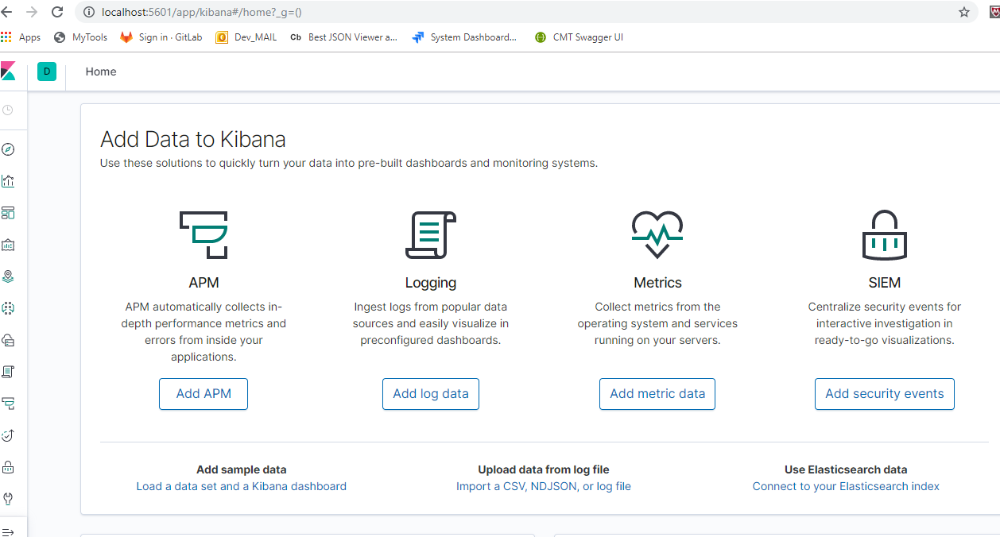 localhost:5601/app/kibana#/home?_g=()
Apps MyTools Sign in · GitLab Dev_MAIL Cb Best JSON Viewer a... System Dashboard... CMT Swagger UI
D Home
Add Data to Kibana
Use these solutions to quickly turn your data into pre-built dashboards and monitoring systems.
APM
APM automatically collects in-
depth performance metrics and
errors from inside your
applications.
Add APM
Logging
Ingest logs from popular data
sources and easily visualize in
preconfigured dashboards.
Add log data
Metrics
Collect metrics from the
operating system and services
running on your servers.
Add metric data
SIEM
Centralize security events for
interactive investigation in
ready-to-go visualizations.
Add security events
Add sample data
Load a data set and a Kibana dashboard
Upload data from log file
Import a CSV, NDJSON, or log file
Use Elasticsearch data
Connect to your Elasticsearch index